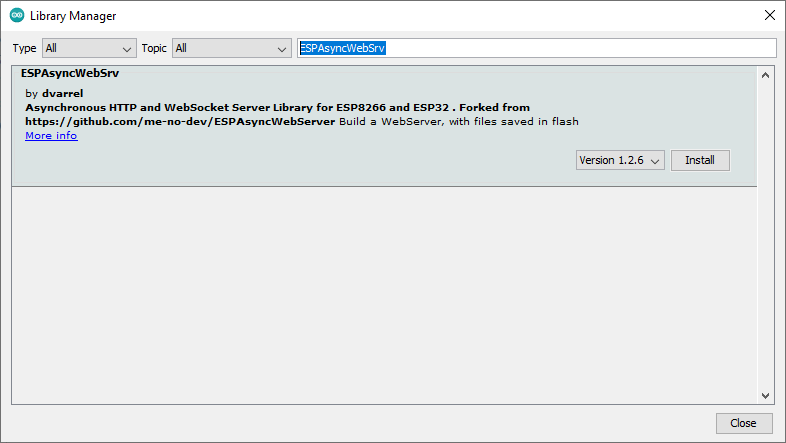 Library Manager
Type All Topic All ESPAsyncWebSrv
ESPAsyncWebSrv
by dvarrel
Asynchronous HTTP and WebSocket Server Library for ESP8266 and ESP32 . Forked from
https://github.com/me-no-dev/ESPAsyncWebServer Build a WebServer, with files saved in flash
More info
Version 1.2.6 Install
Close